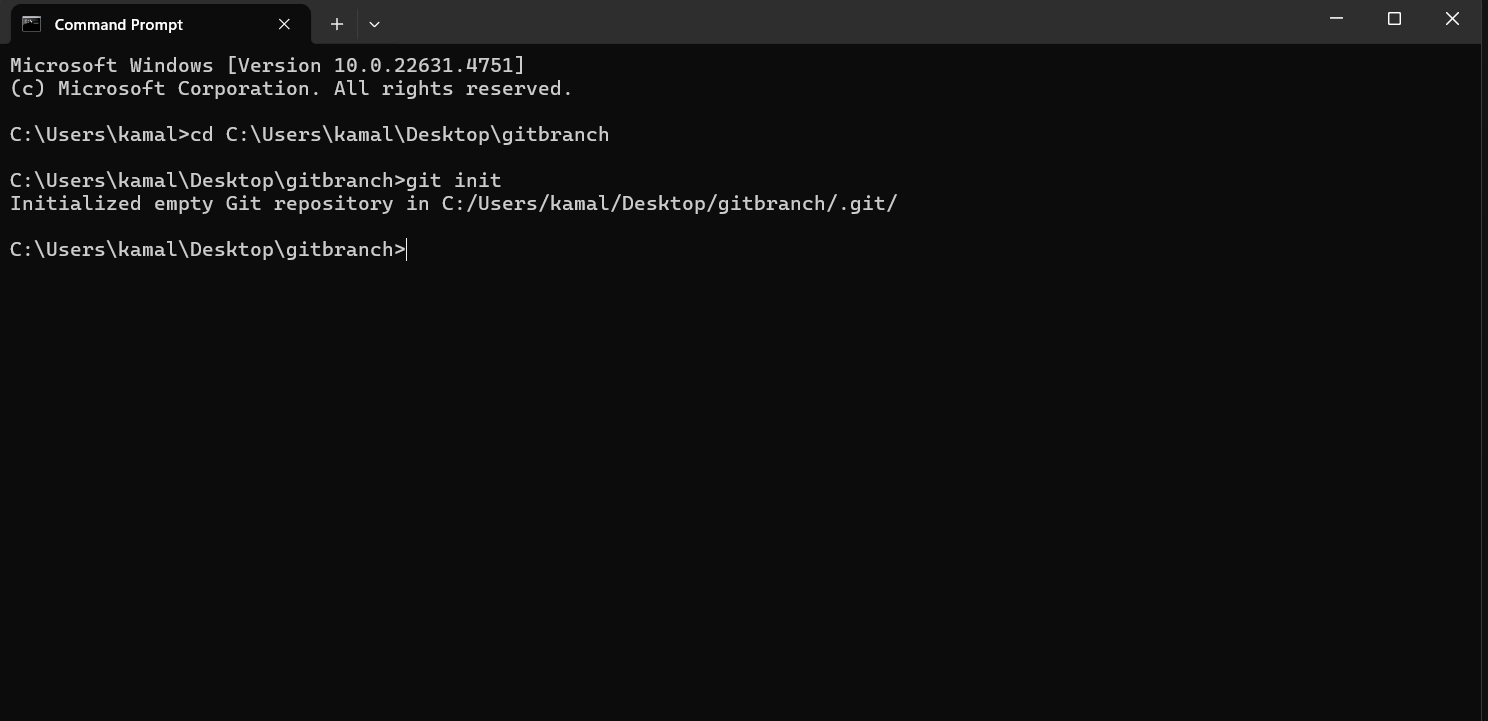 Command Prompt
Microsoft Windows [Version 10.0.22631.4751]
(c) Microsoft Corporation. All rights reserved.
C:\Users\kamal>cd C:\Users\kamal\Desktop\gitbranch
C:\Users\kamal\Desktop\gitbranch>git init
Initialized empty Git repository in C:/Users/kamal/Desktop/gitbranch/.git/
C:\Users\kamal\Desktop\gitbranch>